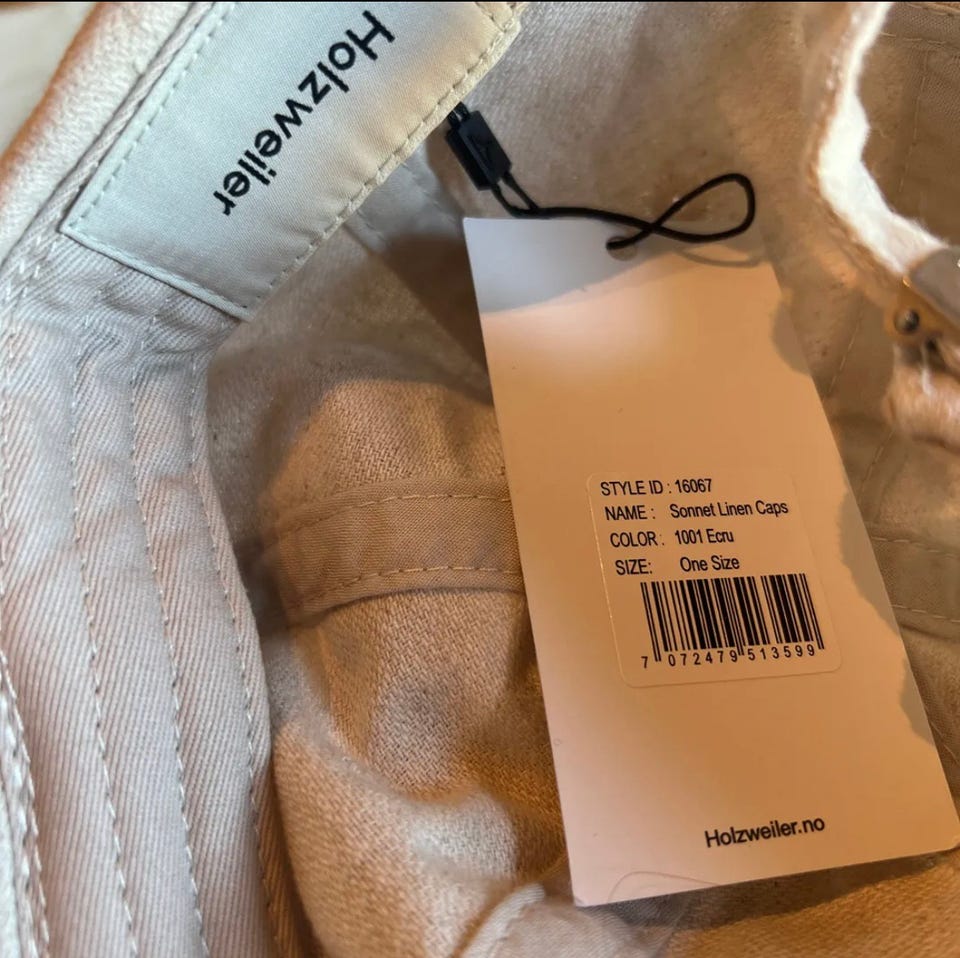 Holzweiler
STYLE ID : 16067
NAME : Sonnet Linen Caps
COLOR : 1001 Ecru
SIZE: One Size
7 072479 513599
Holzweiler.no